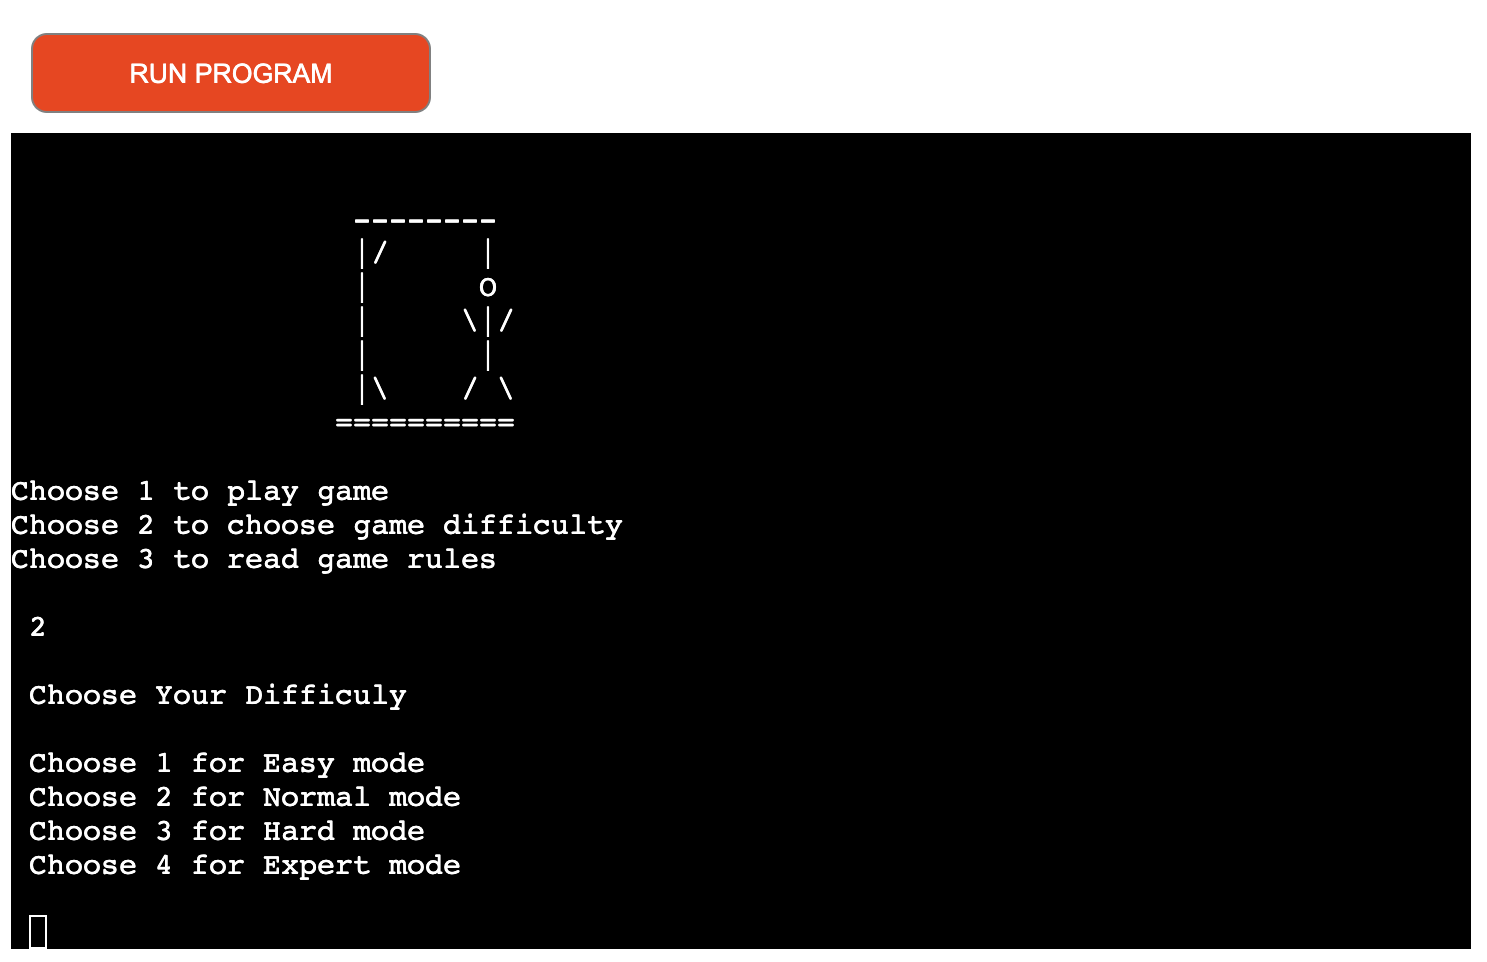 RUN PROGRAM
--------
|/      |
|       O
|      \|/
|       |
|\     / \
==========
Choose 1 to play game
Choose 2 to choose game difficulty
Choose 3 to read game rules
2
Choose Your Difficuly
Choose 1 for Easy mode
Choose 2 for Normal mode
Choose 3 for Hard mode
Choose 4 for Expert mode